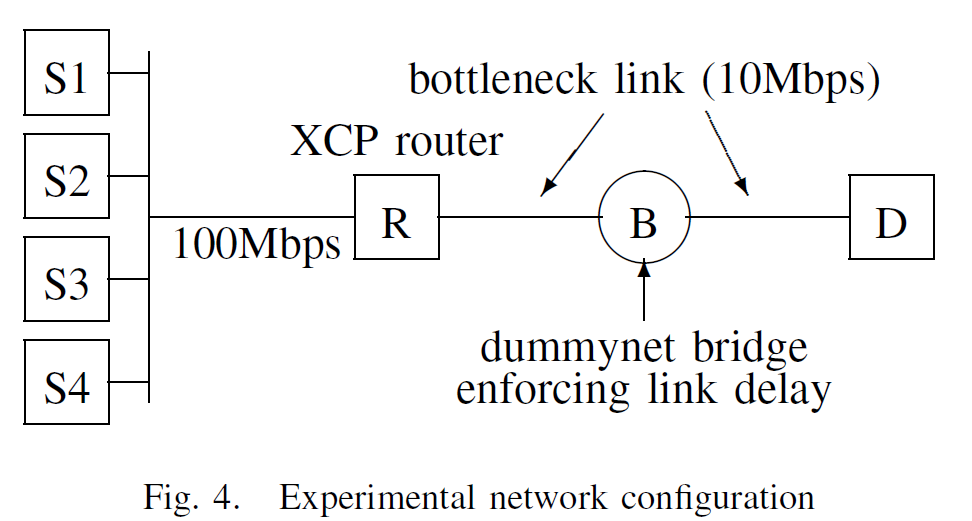 S1
bottleneck link (10Mbps)
XCP router
S2
R
B
D
100Mbps
S3
dummynet bridge
enforcing link delay
S4
Fig. 4. Experimental network configuration